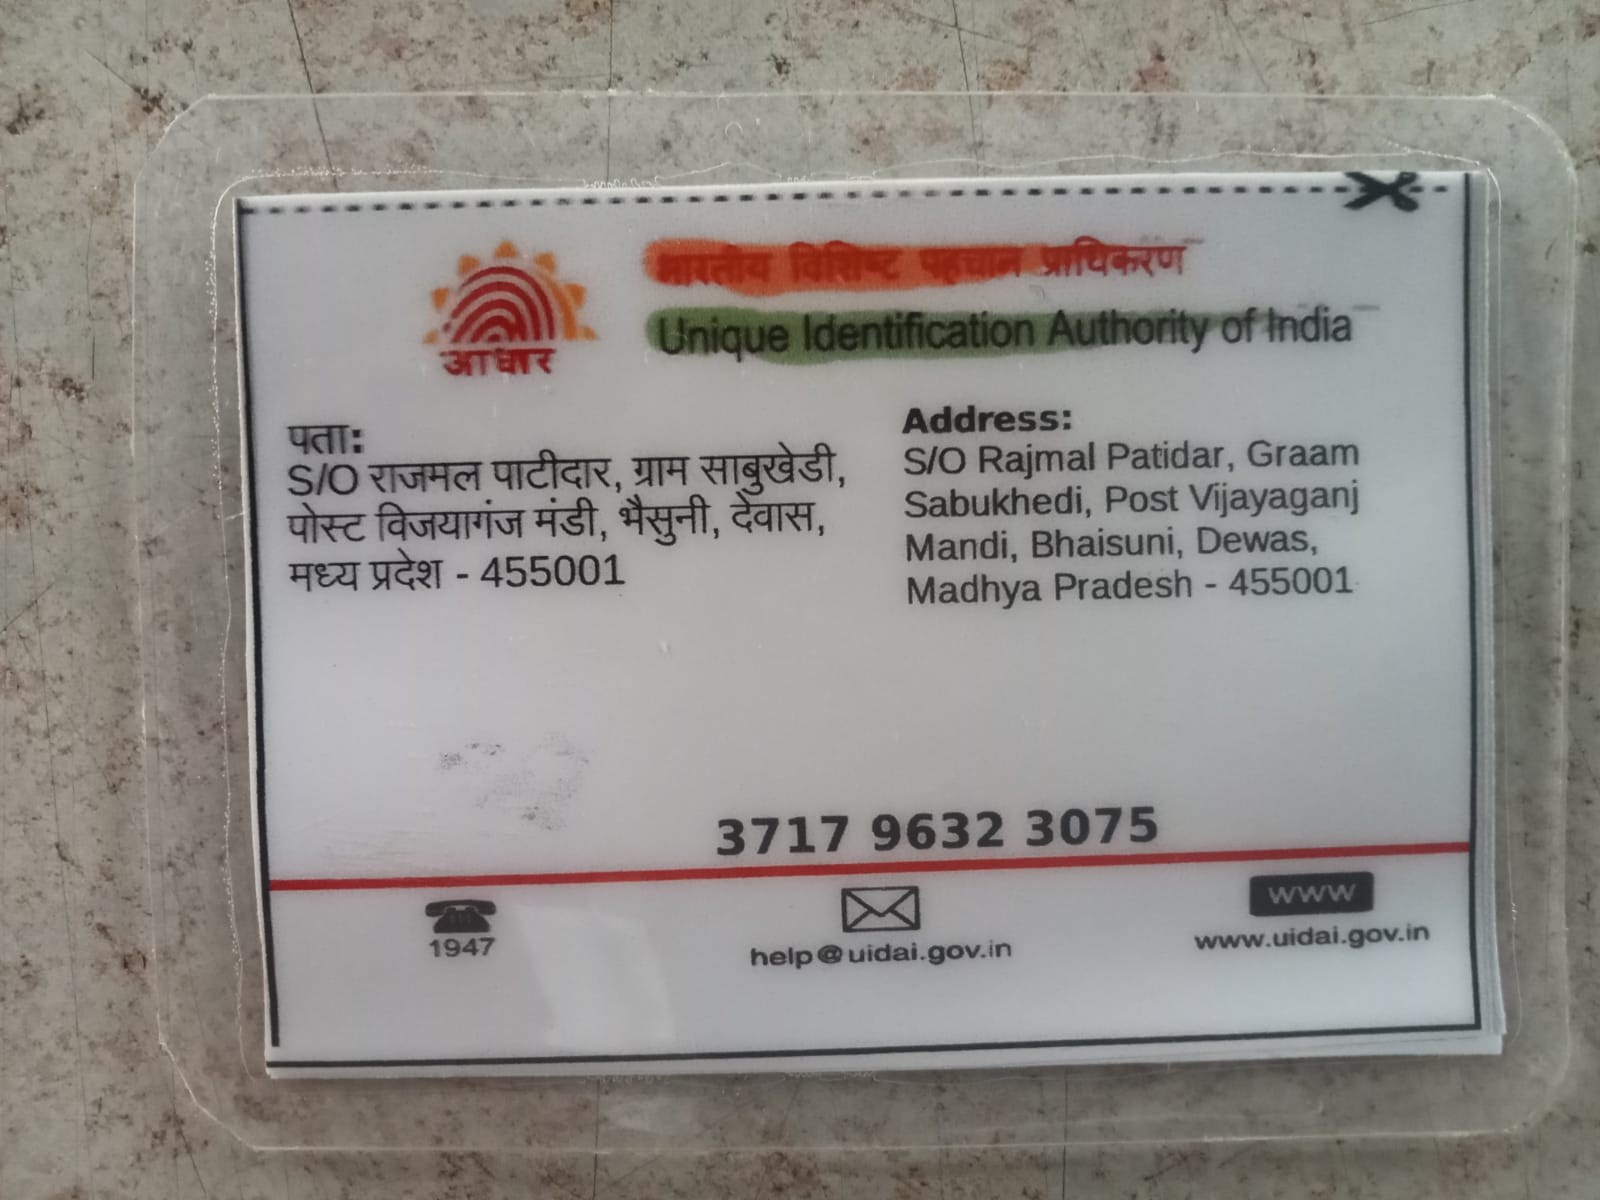 भारतीय विशिष्ट पहचान प्राधिकरण
Unique Identification Authority of India
आधार
पता:
S/O राजमल पाटीदार, ग्राम साबुखेडी,
पोस्ट विजयागंज मंडी, भैसुनी, देवास,
मध्य प्रदेश - 455001
Address:
S/O Rajmal Patidar, Graam
Sabukhedi, Post Vijayaganj
Mandi, Bhaisuni, Dewas,
Madhya Pradesh - 455001
3717 9632 3075
1947
help@uidai.gov.in
WWW
www.uidai.gov.in